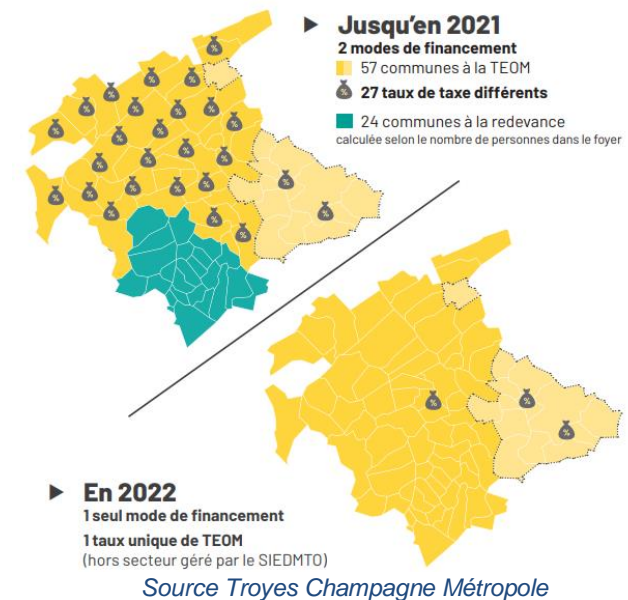 ▶ Jusqu'en 2021
2 modes de financement
57 communes à la TEOM
27 taux de taxe différents
24 communes à la redevance
calculée selon le nombre de personnes dans le foyer
% % % % % % % % % % % % % % % % % % % % % % % %
% % %
▶ En 2022
1 seul mode de financement
1 taux unique de TEOM
(hors secteur géré par le SIEDMTO)
Source Troyes Champagne Métropole